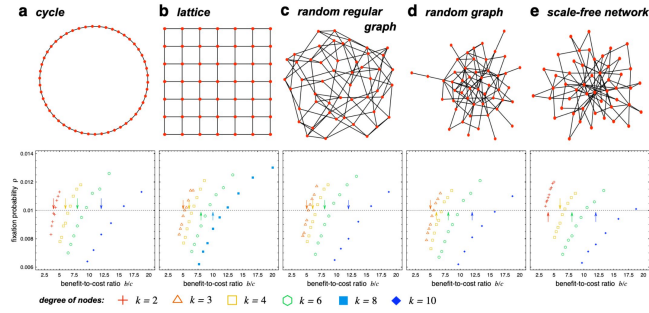 a cycle
b lattice
c random regular graph
d random graph
e scale-free network
fixation probability ρ
0.014
0.012
0.01
0.008
0.006
2.5 5 7.5 10 12.5 15 17.5 20
2.5 5 7.5 10 12.5 15 17.5 20
2.5 5 7.5 10 12.5 15 17.5 20
2.5 5 7.5 10 12.5 15 17.5 20
2.5 5 7.5 10 12.5 15 17.5 20
benefit-to-cost ratio b/c
benefit-to-cost ratio b/c
benefit-to-cost ratio b/c
benefit-to-cost ratio b/c
benefit-to-cost ratio b/c
degree of nodes: k = 2 k = 3 k = 4 k = 6 k = 8 k = 10